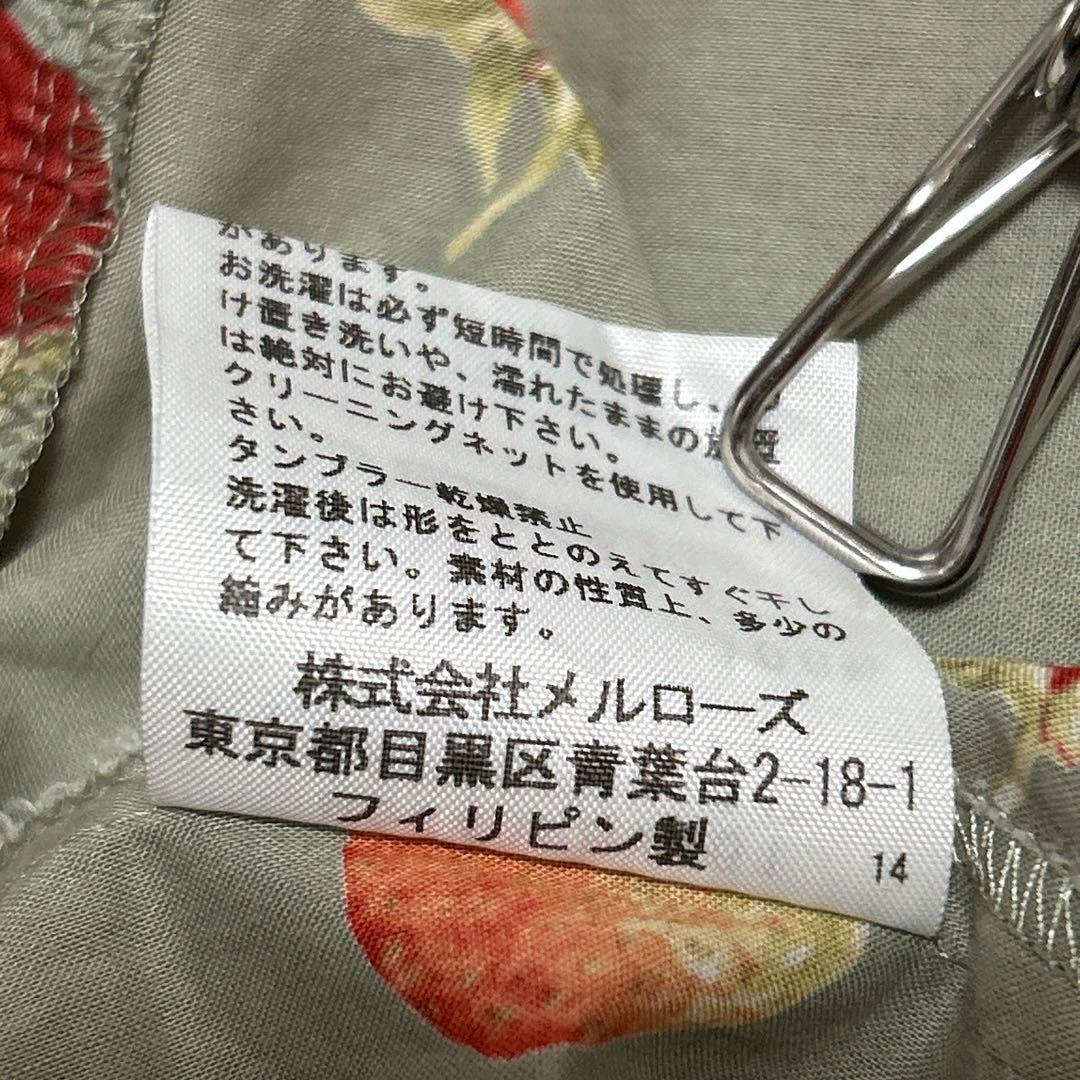 があります。
お洗濯は必ず短時間で処理し、
け置き洗いや、濡れたままの放置
は絶対にお避け下さい。
クリーニングネットを使用して下
さい。
タンブラー乾燥禁止
洗濯後は形をととのえてすぐ干し
て下さい。素材の性質上、多少の
縮みがあります。
株式会社メルローズ
東京都目黒区青葉台2-18-1
フィリピン製
14